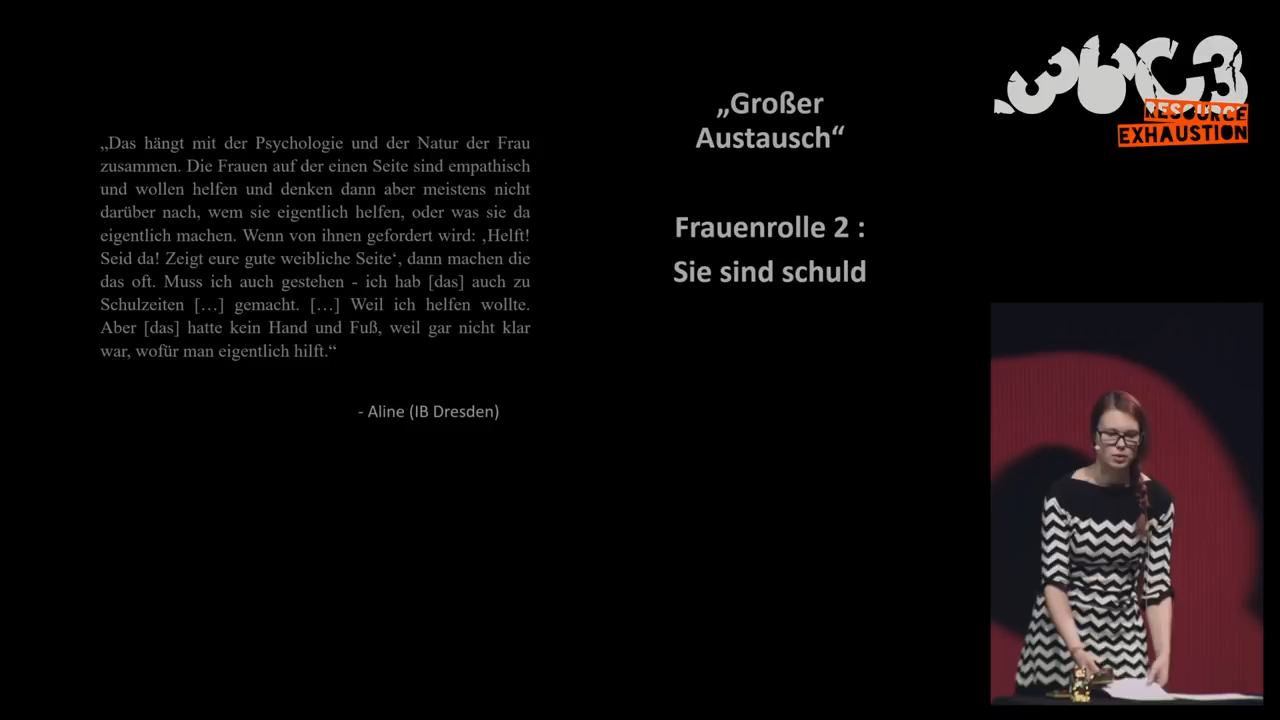 „Das hängt mit der Psychologie und der Natur der Frau
zusammen. Die Frauen auf der einen Seite sind empathisch
und wollen helfen und denken dann aber meistens nicht
darüber nach, wem sie eigentlich helfen, oder was sie da
eigentlich machen. Wenn von ihnen gefordert wird: ‚Helft!
Seid da! Zeigt eure gute weibliche Seite‘, dann machen die
das oft. Muss ich auch gestehen - ich hab [das] auch zu
Schulzeiten […] gemacht. […] Weil ich helfen wollte.
Aber [das] hatte kein Hand und Fuß, weil gar nicht klar
war, wofür man eigentlich hilft.“
- Aline (IB Dresden)
„Großer
Austausch“
Frauenrolle 2 :
Sie sind schuld
36C3
RESOURCE
EXHAUSTION